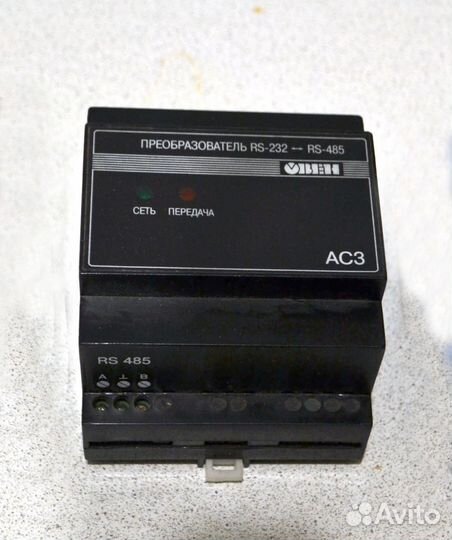 ПРЕОБРАЗОВАТЕЛЬ RS-232 ↔ RS-485
ОВЕН
СЕТЬ ПЕРЕДАЧА
АС3
RS 485
A ⊥ B
Avito